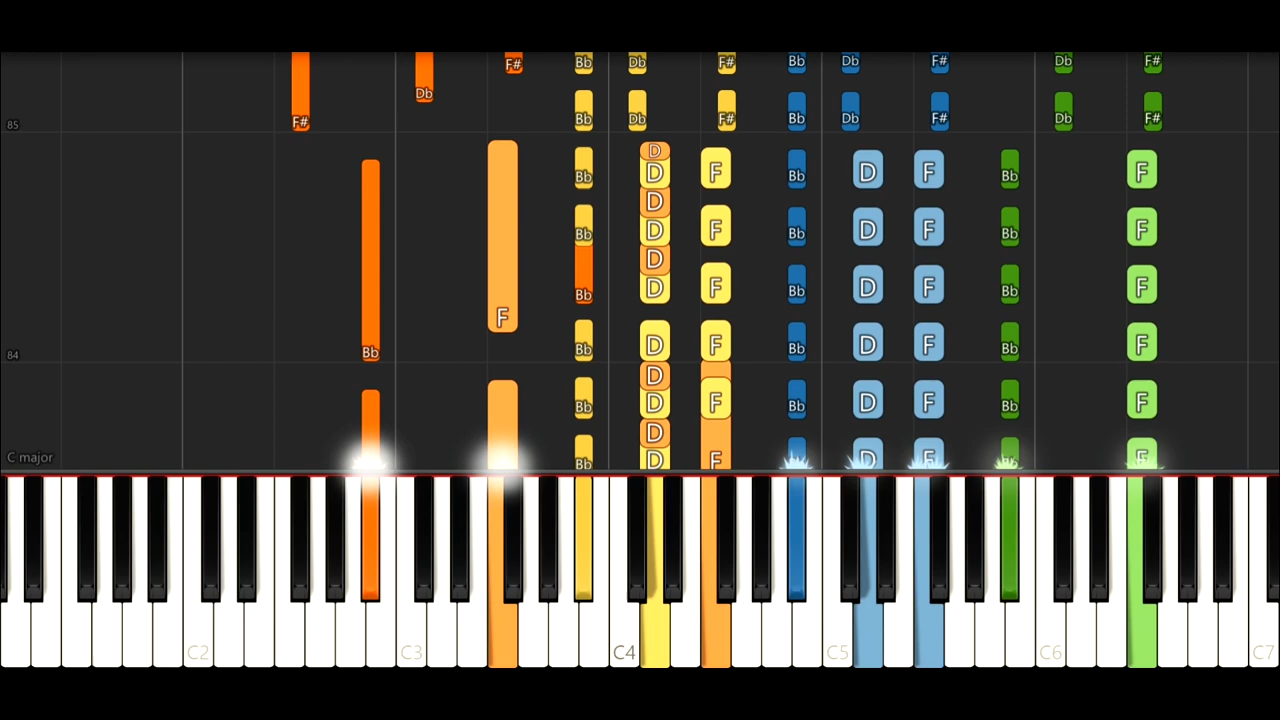 F# Bb Db F# Bb Db F# Db F#
Db
85 F# Bb Db F# Bb Db F# Db F#
D
Bb D F Bb D F Bb F
D
Bb D F Bb D F Bb F
D
Bb D F Bb D F Bb F
F
84 Bb Bb D F Bb D F Bb F
D
Bb D F Bb D F Bb F
D
C major Bb D F D F F
C2 C3 C4 C5 C6 C7